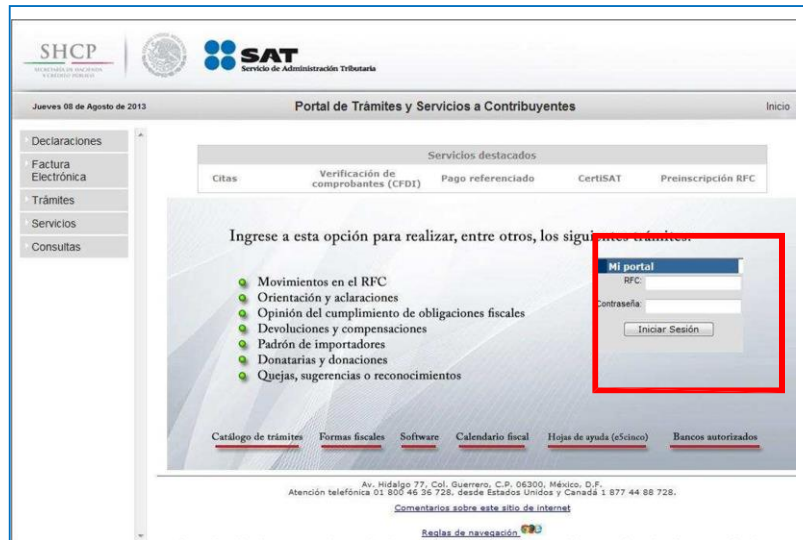 SHCP
SECRETARÍA DE HACIENDA
Y CRÉDITO PÚBLICO
SAT
Servicio de Administración Tributaria
Jueves 08 de Agosto de 2013
Portal de Trámites y Servicios a Contribuyentes
Inicio
Declaraciones
Factura
Electrónica
Trámites
Servicios
Consultas
Servicios destacados
Citas
Verificación de
comprobantes (CFDI)
Pago referenciado
CertiSAT
Preinscripción RFC
Ingrese a esta opción para realizar, entre otros, los siguientes trámites:
Movimientos en el RFC
Orientación y aclaraciones
Opinión del cumplimiento de obligaciones fiscales
Devoluciones y compensaciones
Padrón de importadores
Donatarias y donaciones
Quejas, sugerencias o reconocimientos
Mi portal
RFC:
Contraseña:
Iniciar Sesión
Catálogo de trámites
Formas fiscales
Software
Calendario fiscal
Hojas de ayuda (e5cinco)
Bancos autorizados
Av. Hidalgo 77, Col. Guerrero, C.P. 06300, México, D.F.
Atención telefónica 01 800 46 36 728, desde Estados Unidos y Canadá 1 877 44 88 728.
Comentarios sobre este sitio de internet
Reglas de navegación